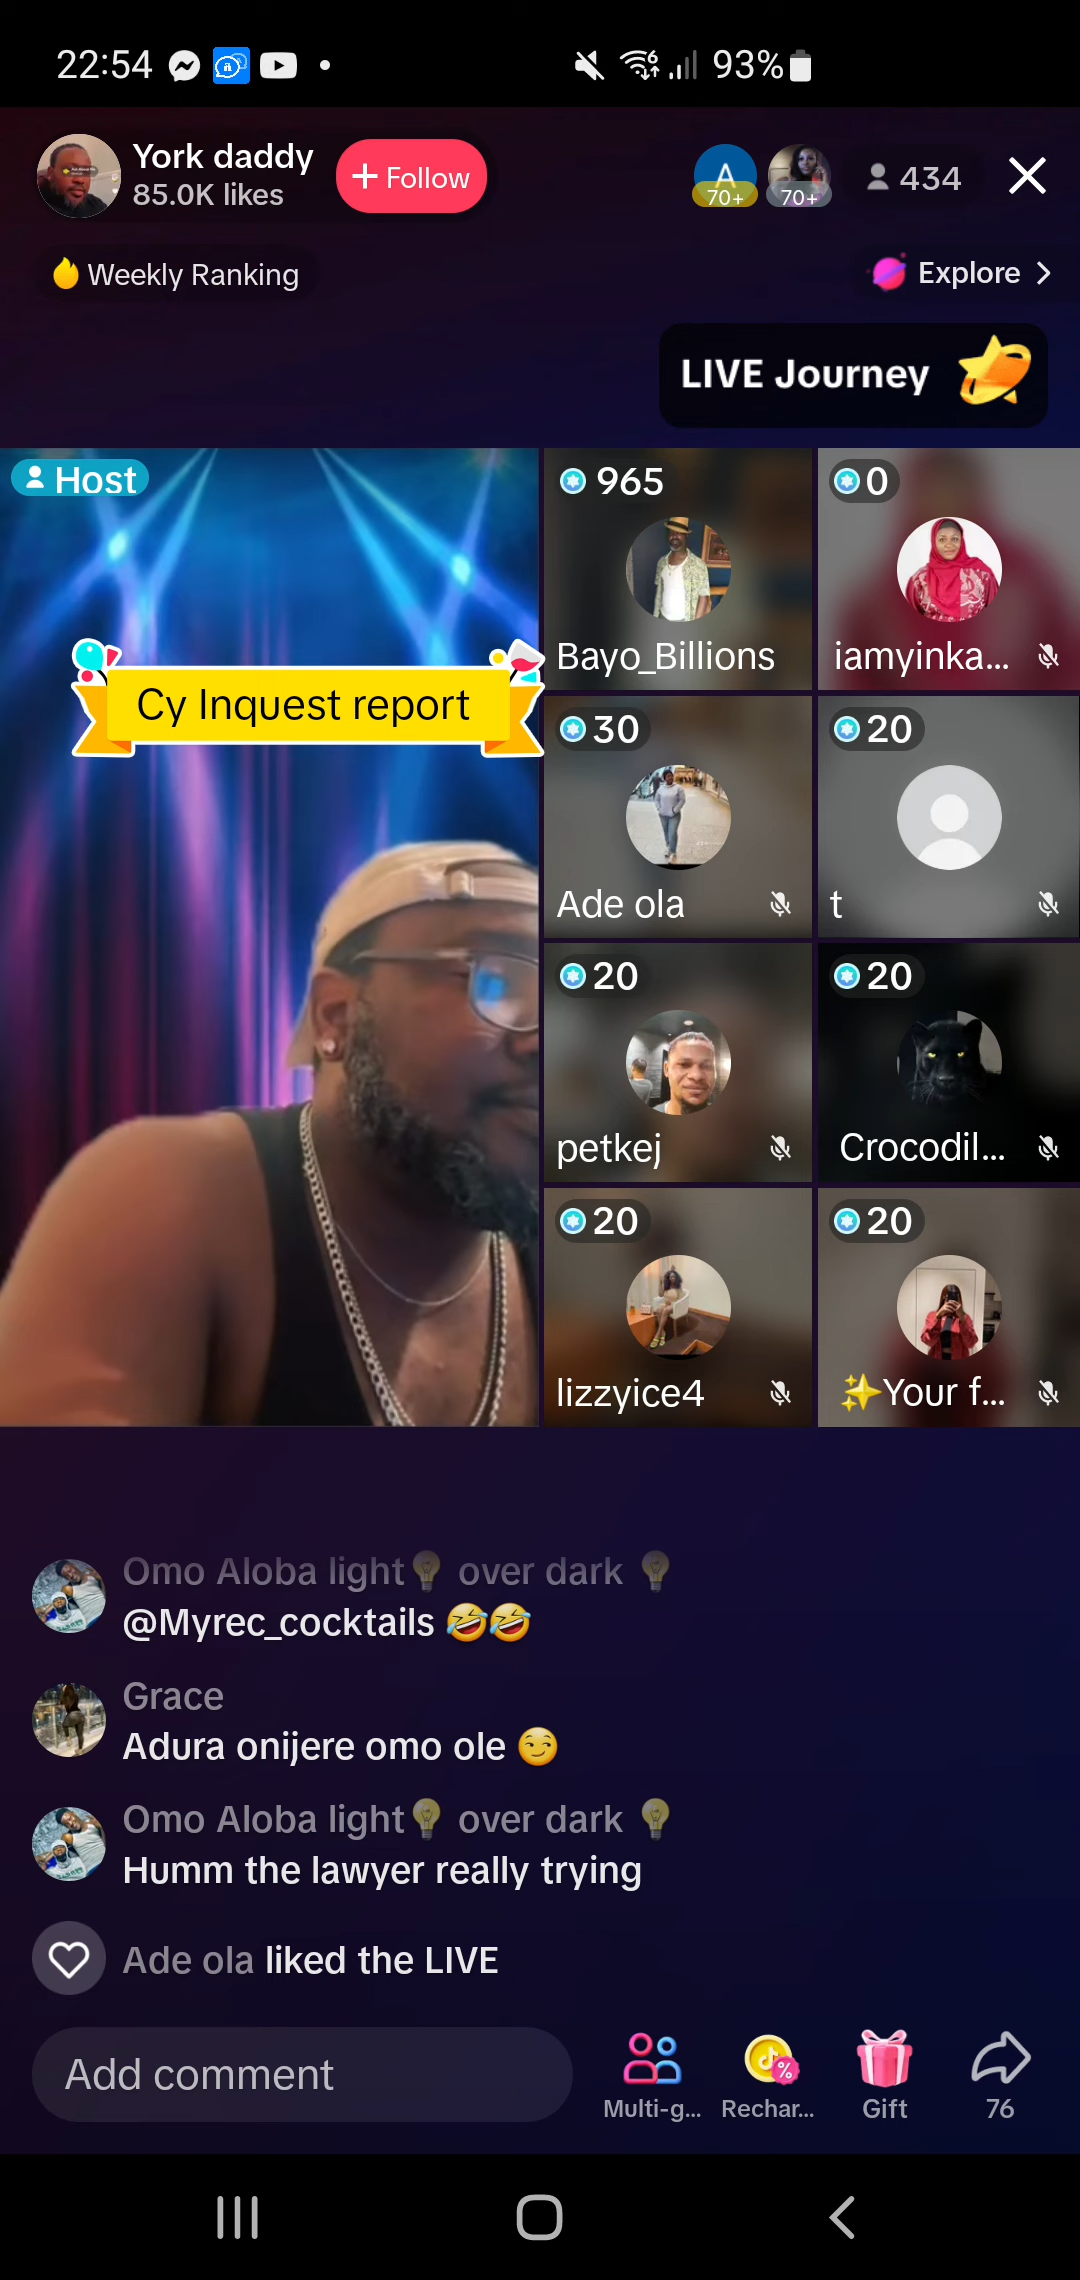 22:54
93%
York daddy
85.0K likes
+ Follow
A
70+
70+
434
Weekly Ranking
Explore
LIVE Journey
Host
Cy Inquest report
965
Bayo_Billions
0
iamyinka...
30
Ade ola
20
t
20
petkej
20
Crocodil...
20
lizzyice4
20
✨Your f...
Omo Aloba light💡 over dark 💡
@Myrec_cocktails 🤣🤣
Grace
Adura onijere omo ole 😏
Omo Aloba light💡 over dark 💡
Humm the lawyer really trying
Ade ola liked the LIVE
Add comment
Multi-g...
Rechar...
Gift
76